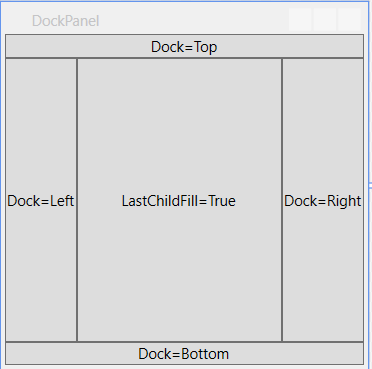 DockPanel
Dock=Top
Dock=Left
LastChildFill=True
Dock=Right
Dock=Bottom